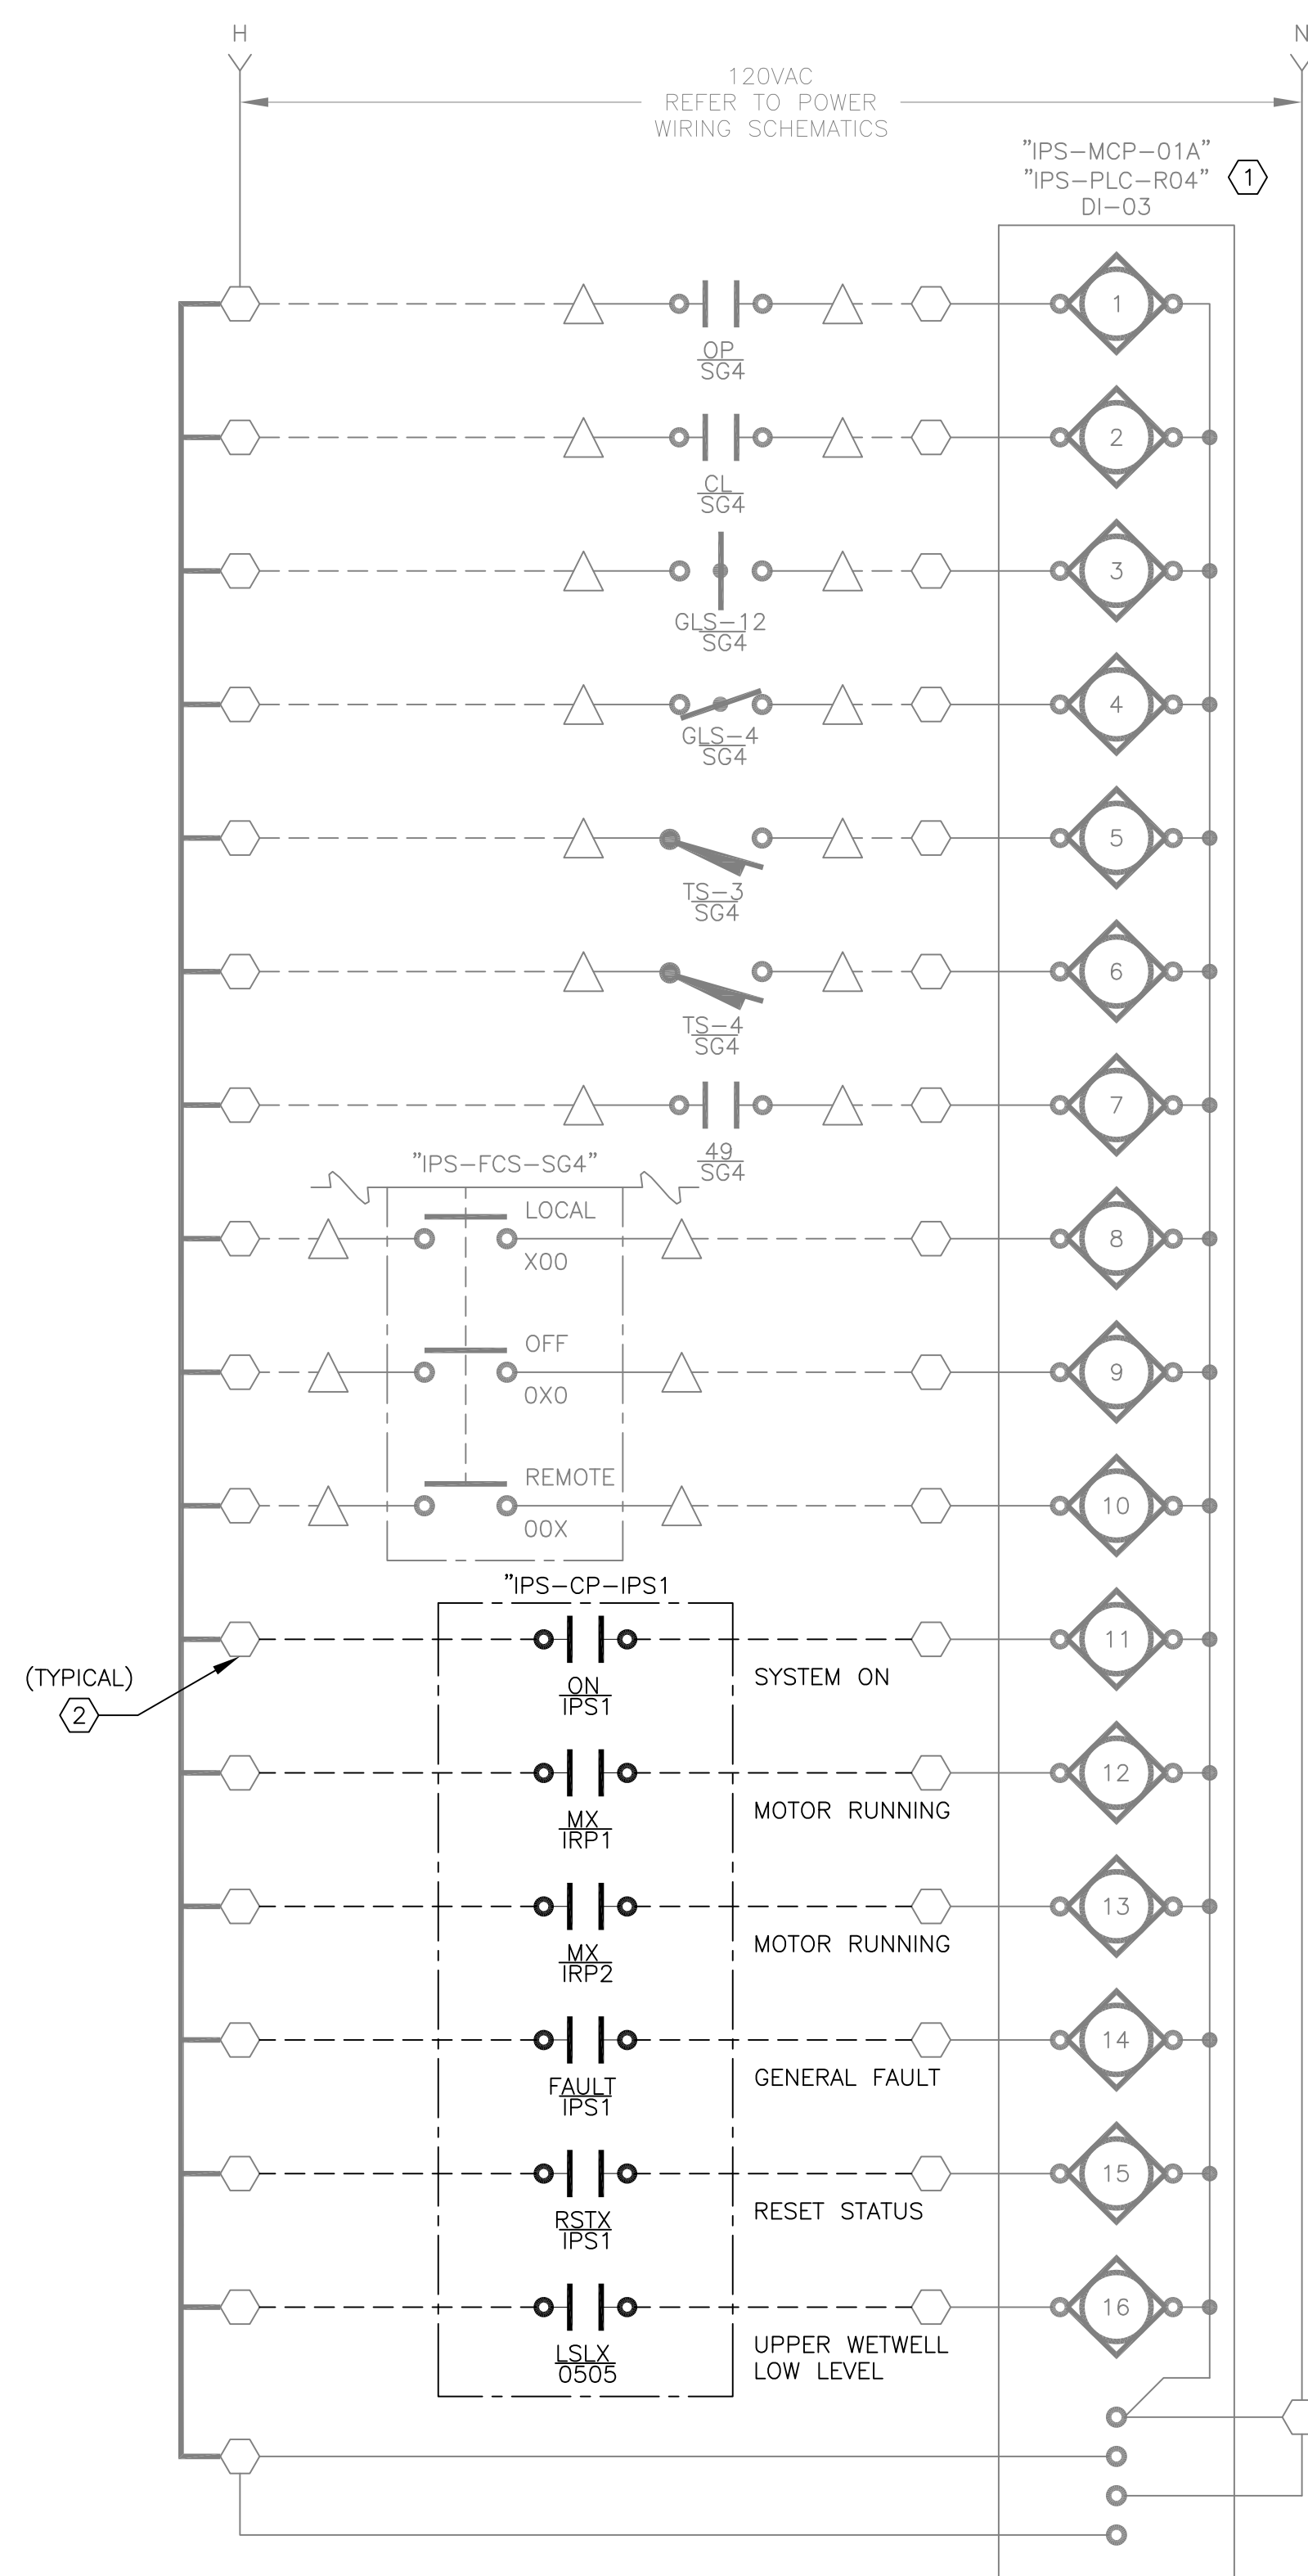 H
N
120VAC
REFER TO POWER
WIRING SCHEMATICS
"IPS-MCP-01A"
"IPS-PLC-R04"
1
DI-03
1
OP
SG4
2
CL
SG4
3
GLS-12
SG4
4
GLS-4
SG4
5
TS-3
SG4
6
TS-4
SG4
7
49
SG4
"IPS-FCS-SG4"
LOCAL
8
X00
OFF
9
0X0
REMOTE
10
00X
"IPS-CP-IPS1
11
(TYPICAL)
2
ON
IPS1
SYSTEM ON
12
MX
IRP1
MOTOR RUNNING
13
MX
IRP2
MOTOR RUNNING
14
FAULT
IPS1
GENERAL FAULT
15
RSTX
IPS1
RESET STATUS
16
LSLX
0505
UPPER WETWELL
LOW LEVEL